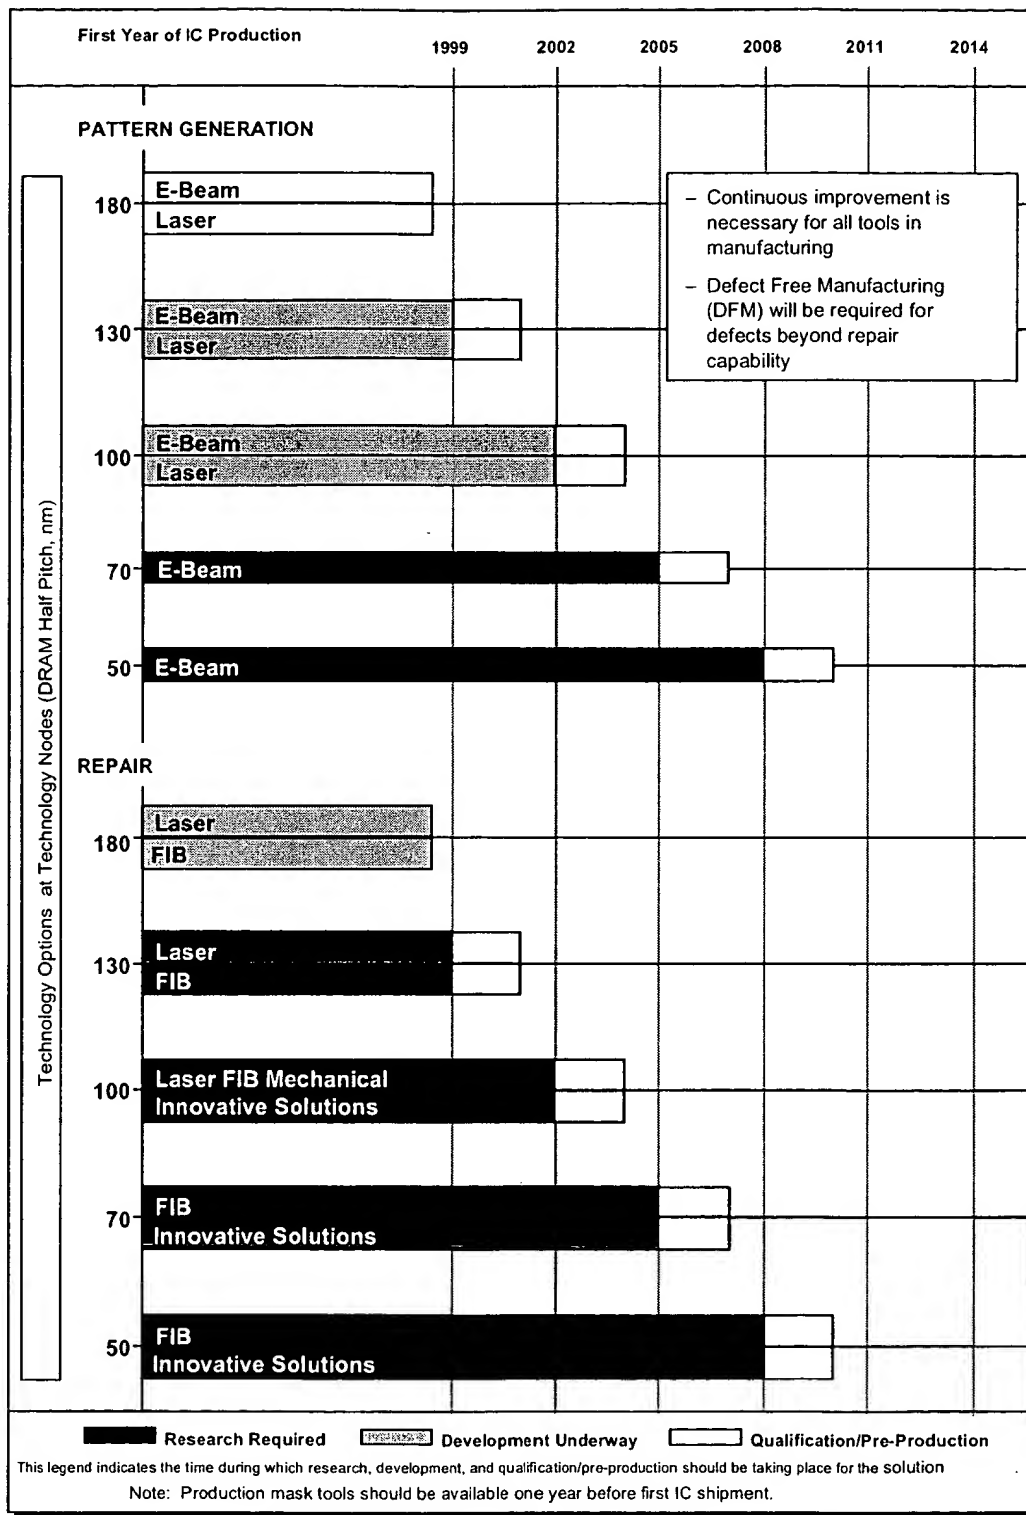 First Year of IC Production
1999 2002 2005 2008 2011 2014
PATTERN GENERATION
– Continuous improvement is
necessary for all tools in
manufacturing
– Defect Free Manufacturing
(DFM) will be required for
defects beyond repair
capability
180
E-Beam
Laser
130
E-Beam
Laser
100
E-Beam
Laser
70
E-Beam
50
E-Beam
Technology Options at Technology Nodes (DRAM Half Pitch, nm)
REPAIR
180
Laser
FIB
130
Laser
FIB
100
Laser FIB Mechanical
Innovative Solutions
70
FIB
Innovative Solutions
50
FIB
Innovative Solutions
Research Required Development Underway Qualification/Pre-Production
This legend indicates the time during which research, development, and qualification/pre-production should be taking place for the solution
Note: Production mask tools should be available one year before first IC shipment.